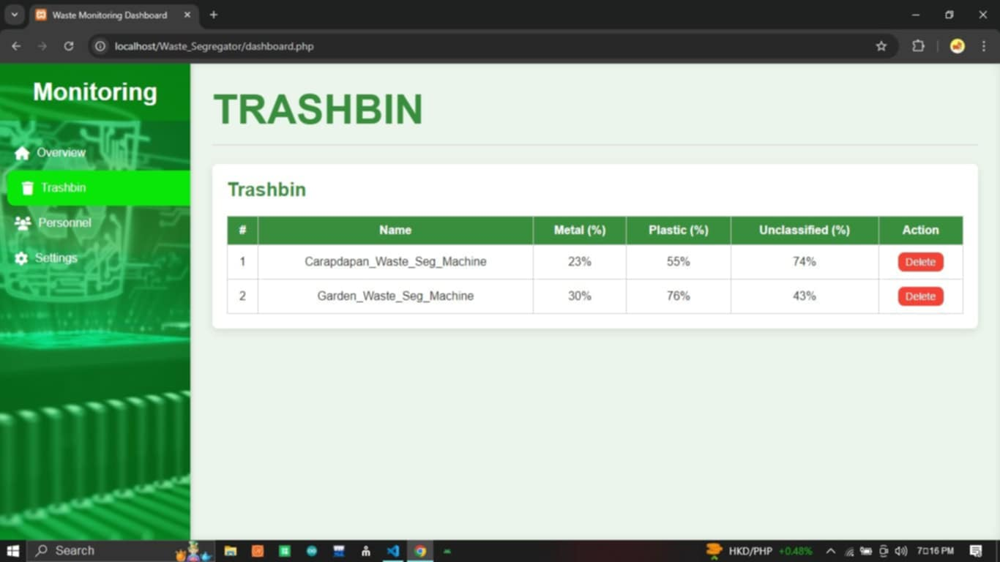 Waste Monitoring Dashboard
localhost/Waste_Segregator/dashboard.php
Monitoring
Overview
Trashbin
Personnel
Settings
TRASHBIN
Trashbin
# Name Metal (%) Plastic (%) Unclassified (%) Action
1 Carapdapan_Waste_Seg_Machine 23% 55% 74% Delete
2 Garden_Waste_Seg_Machine 30% 76% 43% Delete
Search HKD/PHP +0.48% 7□16 PM